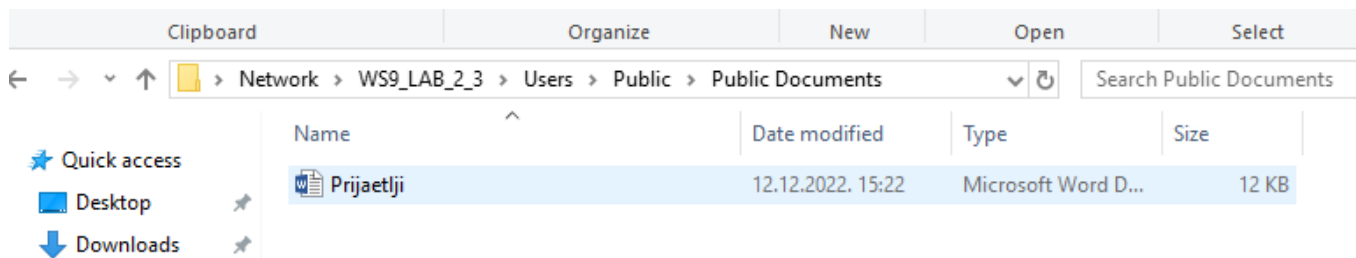 Clipboard Organize New Open Select
Network > WS9_LAB_2_3 > Users > Public > Public Documents Search Public Documents
Name Date modified Type Size
Quick access
Prijaetlji 12.12.2022. 15:22 Microsoft Word D... 12 KB
Desktop
Downloads